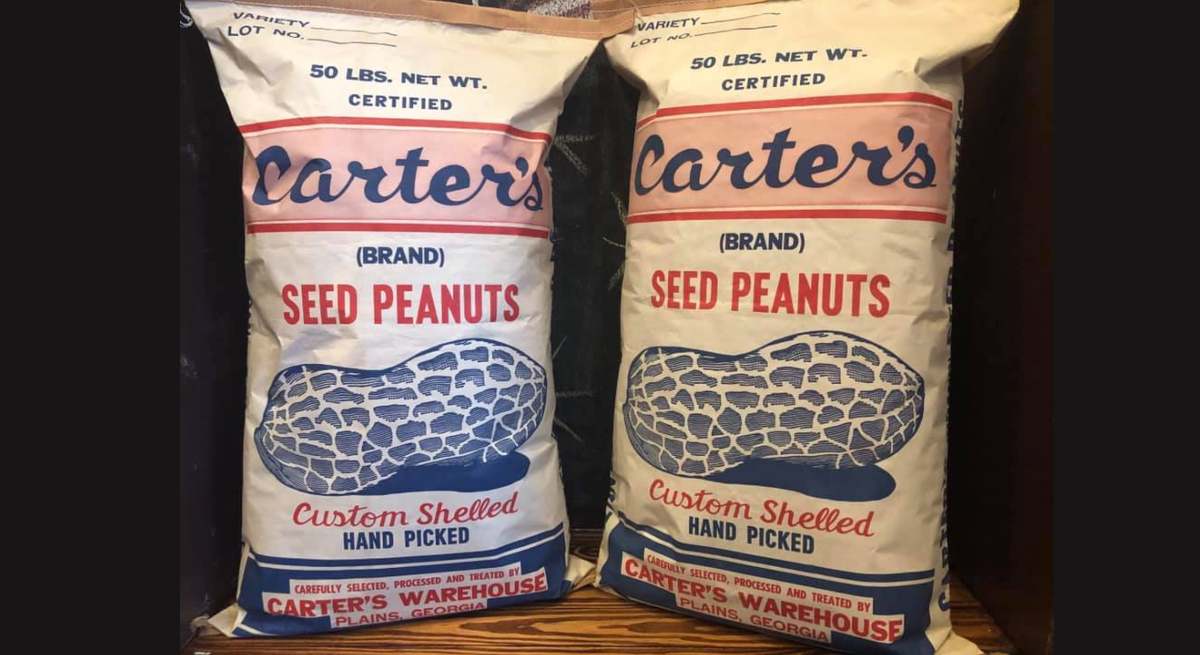 VARIETY
LOT NO.
50 LBS. NET WT.
CERTIFIED
Carter's
(BRAND)
SEED PEANUTS
Custom Shelled
HAND PICKED
CAREFULLY SELECTED, PROCESSED AND TREATED BY
CARTER'S WAREHOUSE
PLAINS, GEORGIA
VARIETY
LOT NO.
50 LBS. NET WT.
CERTIFIED
Carter's
(BRAND)
SEED PEANUTS
Custom Shelled
HAND PICKED
CAREFULLY SELECTED, PROCESSED AND TREATED BY
CARTER'S WAREHOUSE
PLAINS, GEORGIA